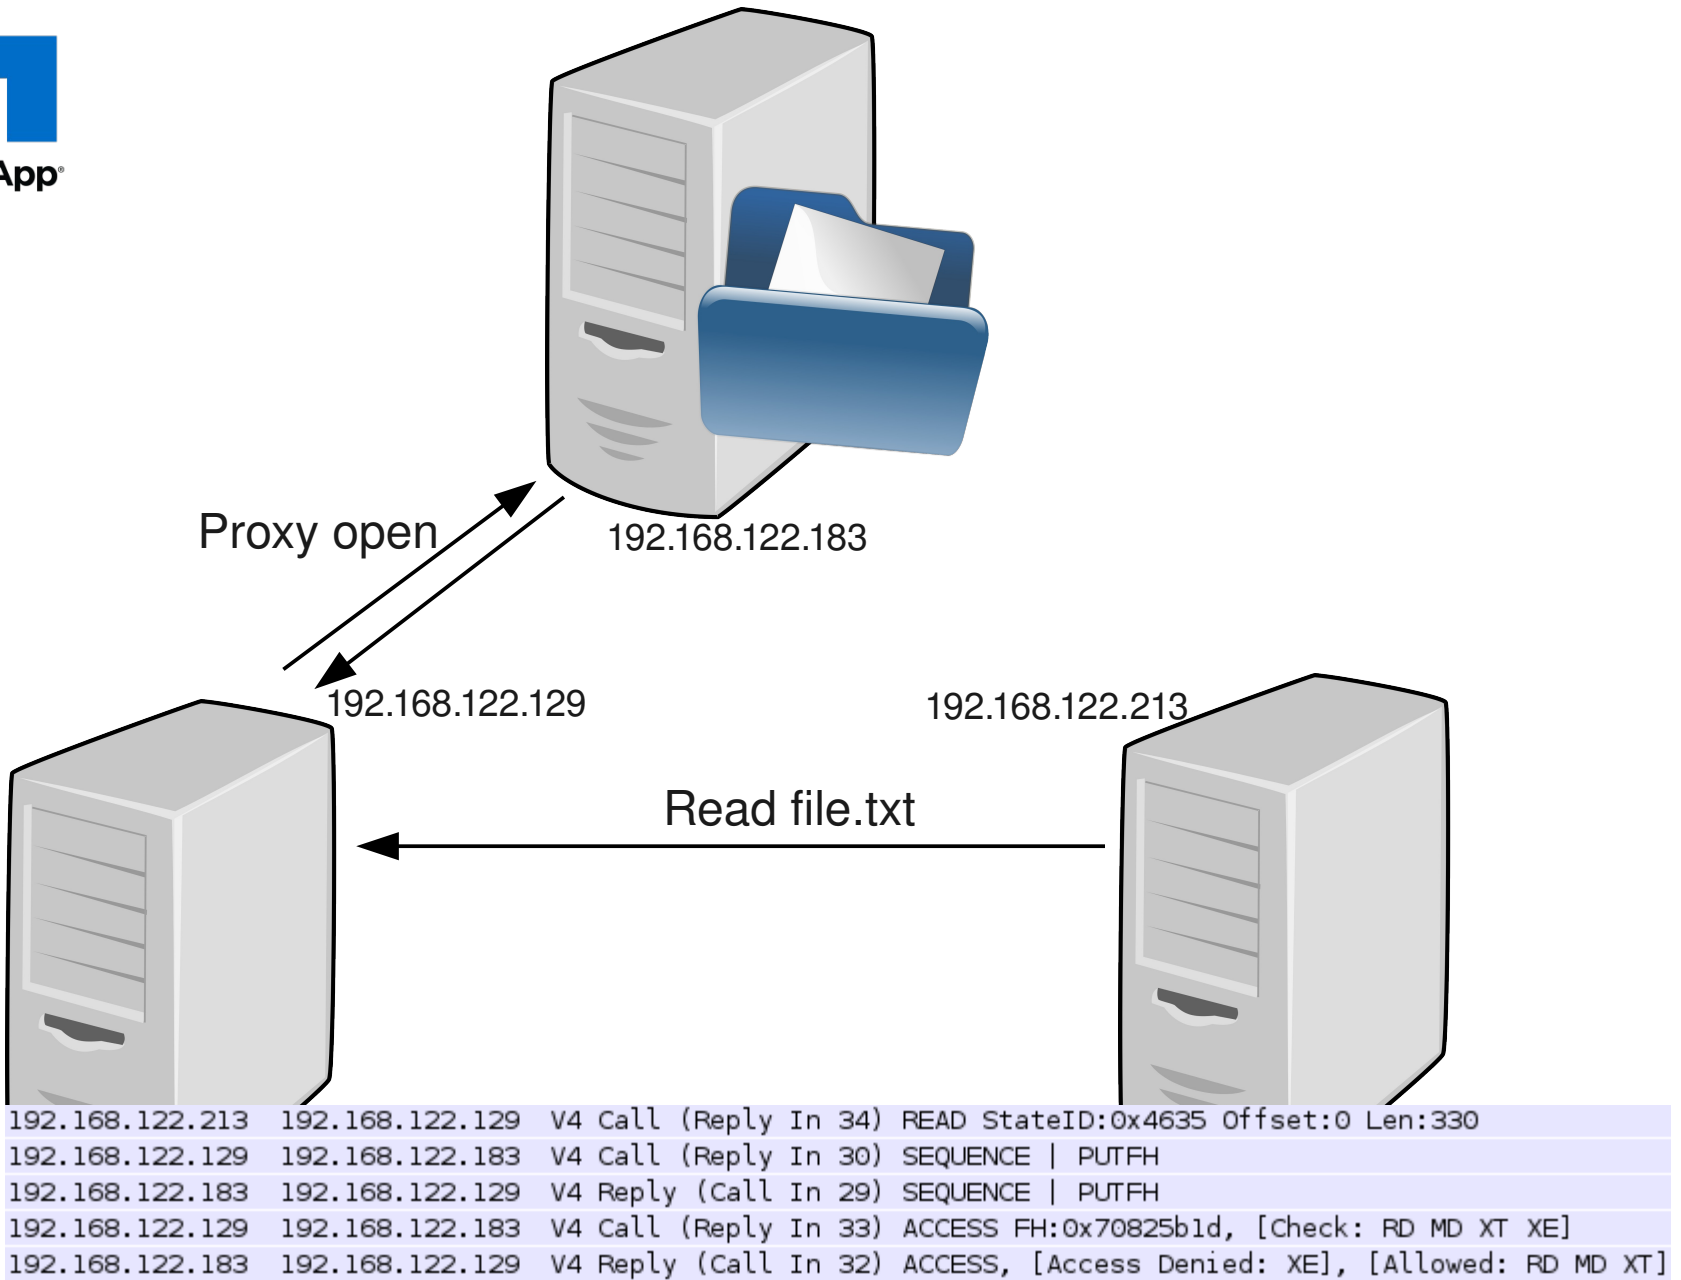 App®
Proxy open
192.168.122.183
192.168.122.129
192.168.122.213
Read file.txt
192.168.122.213 192.168.122.129 V4 Call (Reply In 34) READ StateID:0x4635 Offset:0 Len:330
192.168.122.129 192.168.122.183 V4 Call (Reply In 30) SEQUENCE | PUTFH
192.168.122.183 192.168.122.129 V4 Reply (Call In 29) SEQUENCE | PUTFH
192.168.122.129 192.168.122.183 V4 Call (Reply In 33) ACCESS FH:0x70825b1d, [Check: RD MD XT XE]
192.168.122.183 192.168.122.129 V4 Reply (Call In 32) ACCESS, [Access Denied: XE], [Allowed: RD MD XT]